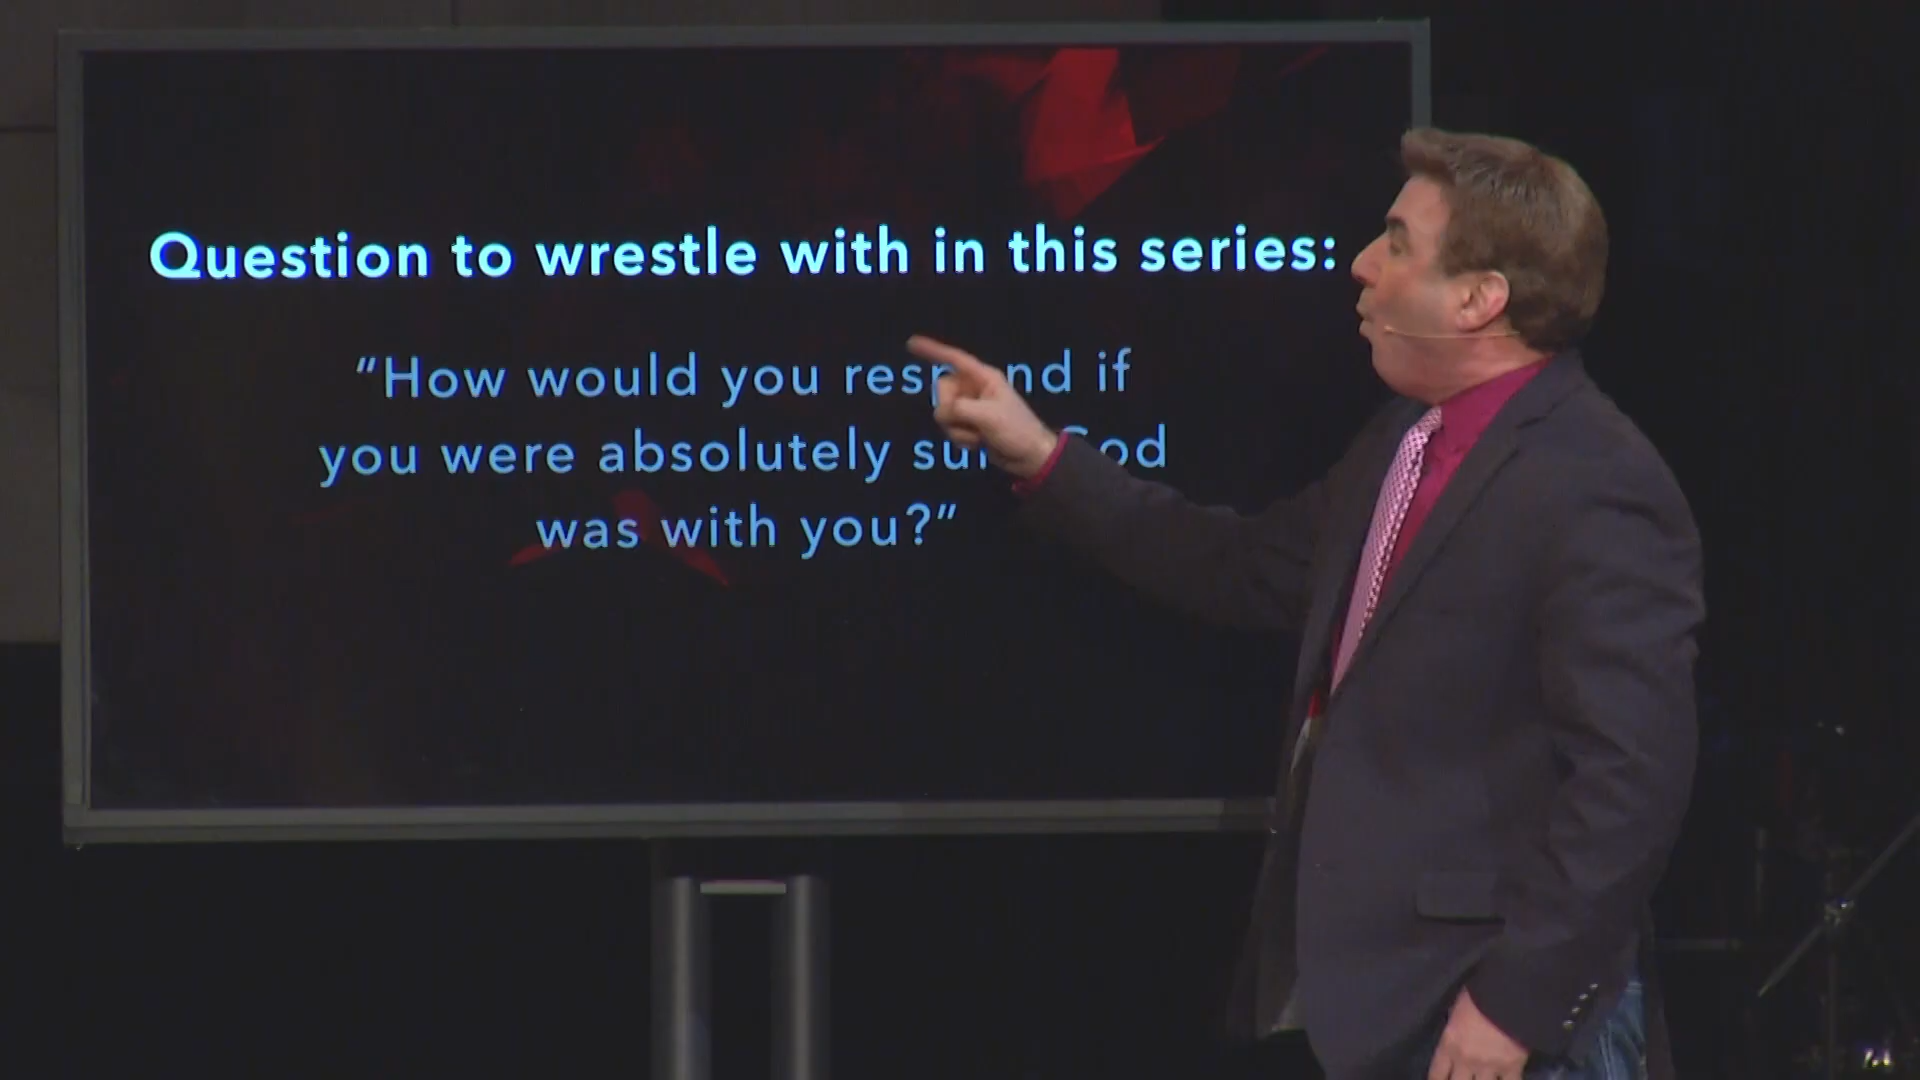 Question to wrestle with in this series:
“How would you if
you were absolutely
was with you?”